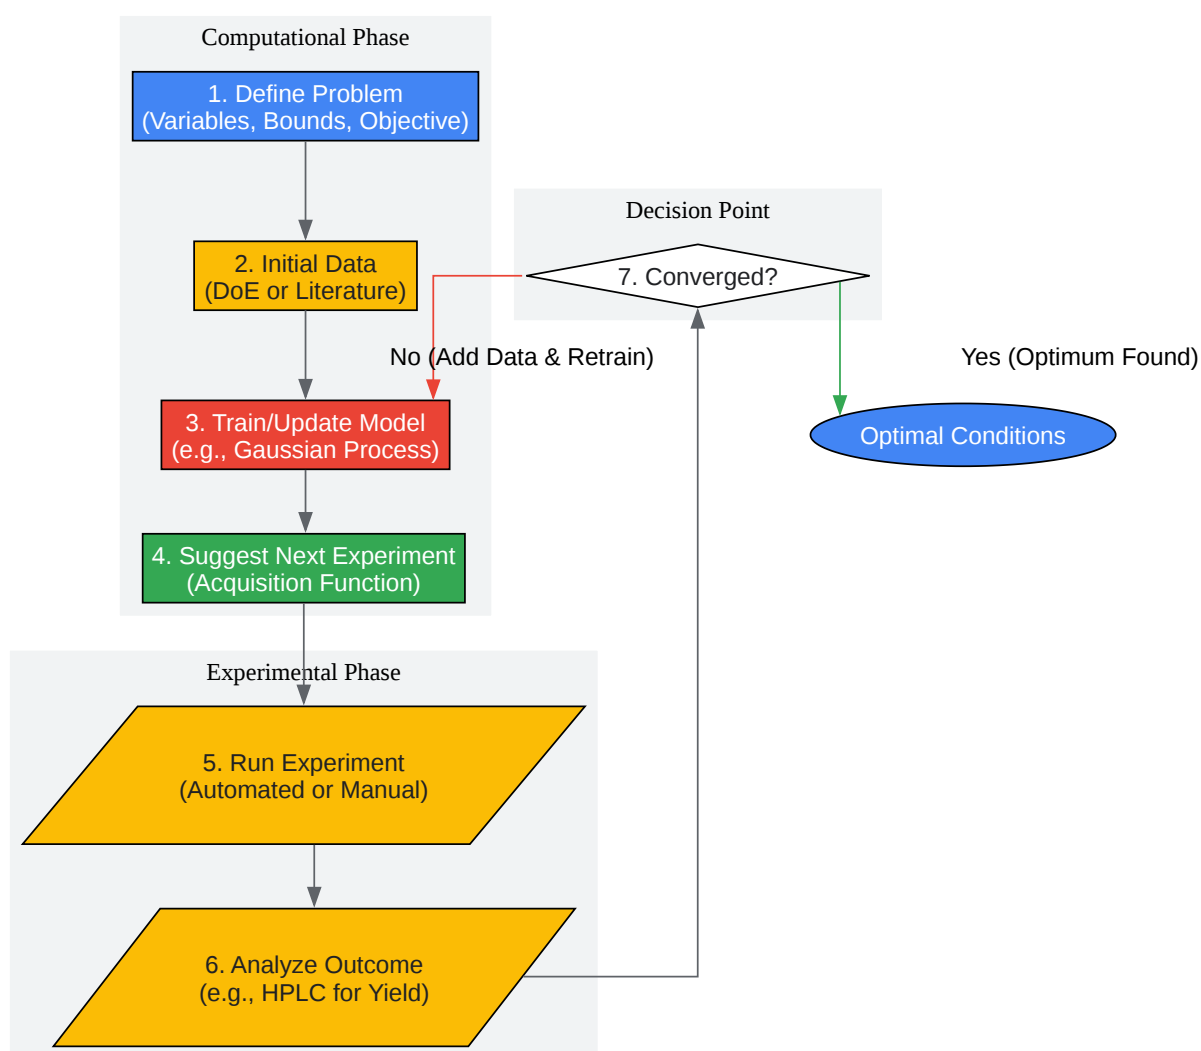 Computational Phase
1. Define Problem
(Variables, Bounds, Objective)
2. Initial Data
(DoE or Literature)
3. Train/Update Model
(e.g., Gaussian Process)
4. Suggest Next Experiment
(Acquisition Function)
Experimental Phase
5. Run Experiment
(Automated or Manual)
6. Analyze Outcome
(e.g., HPLC for Yield)
Decision Point
7. Converged?
No (Add Data & Retrain)
Yes (Optimum Found)
Optimal Conditions